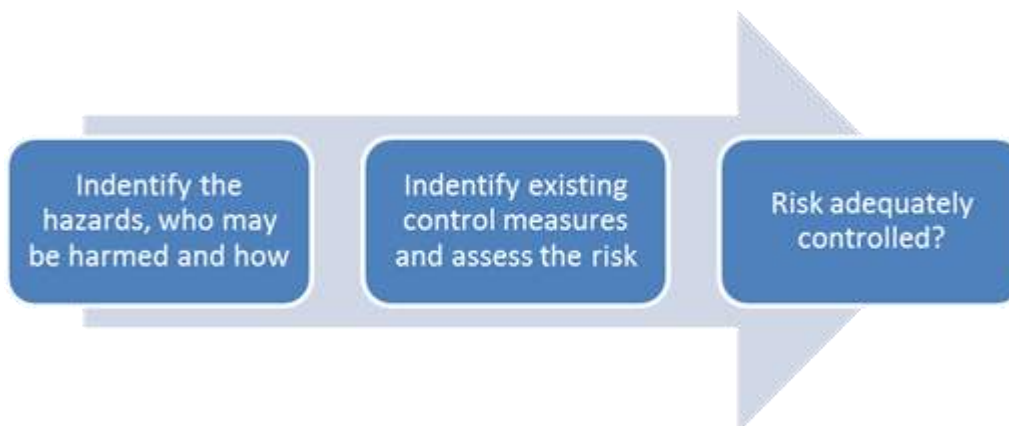 Indentify the
hazards, who may
be harmed and how
Indentify existing
control measures
and assess the risk
Risk adequately
controlled?